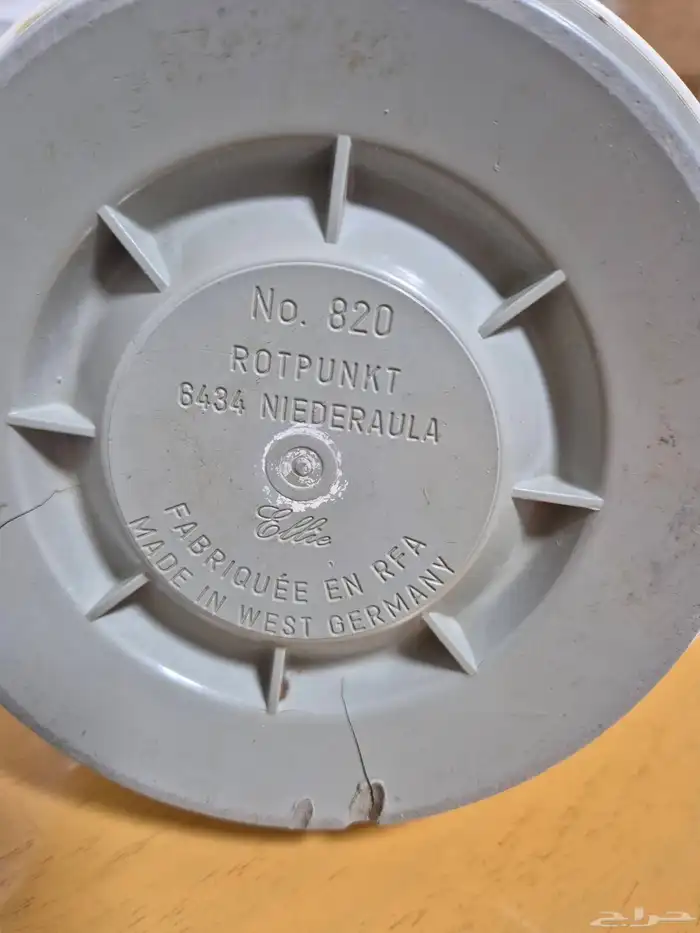 No. 820
ROTPUNKT
6434 NIEDERAULA
Ellie
FABRIQUÉE EN RFA
MADE IN WEST GERMANY
حراج